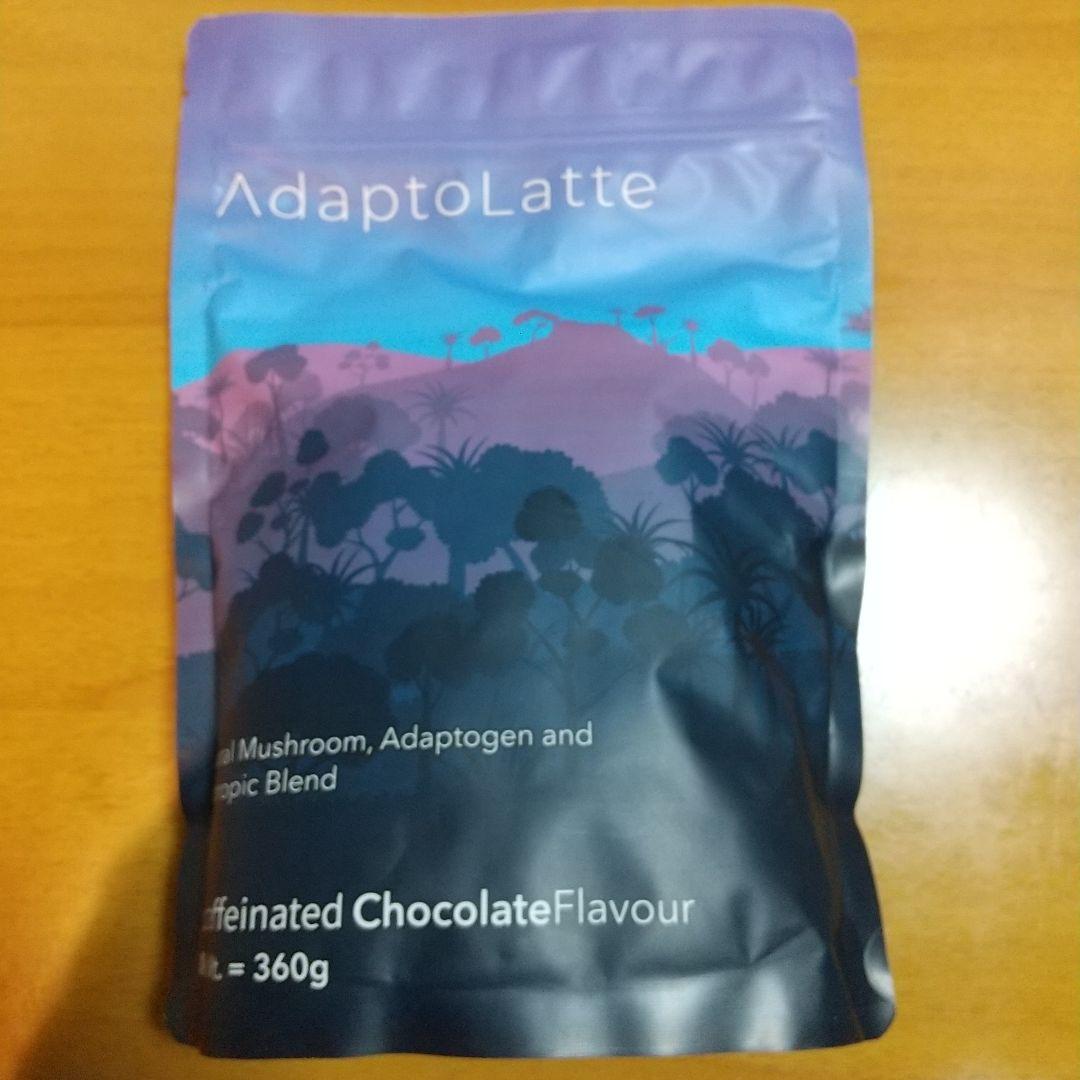 AdaptoLatte
Mushroom, Adaptogen and
Blend
Chocolate Flavour
= 360g